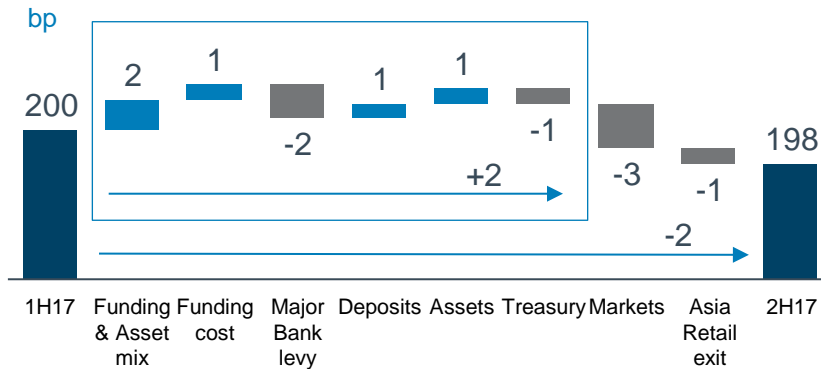 bp
200
2
1
-2
1
1
-1
-3
-1
198
+2
-2
1H17
Funding
& Asset
mix
Funding
cost
Major
Bank
levy
Deposits
Assets
Treasury
Markets
Asia
Retail
exit
2H17